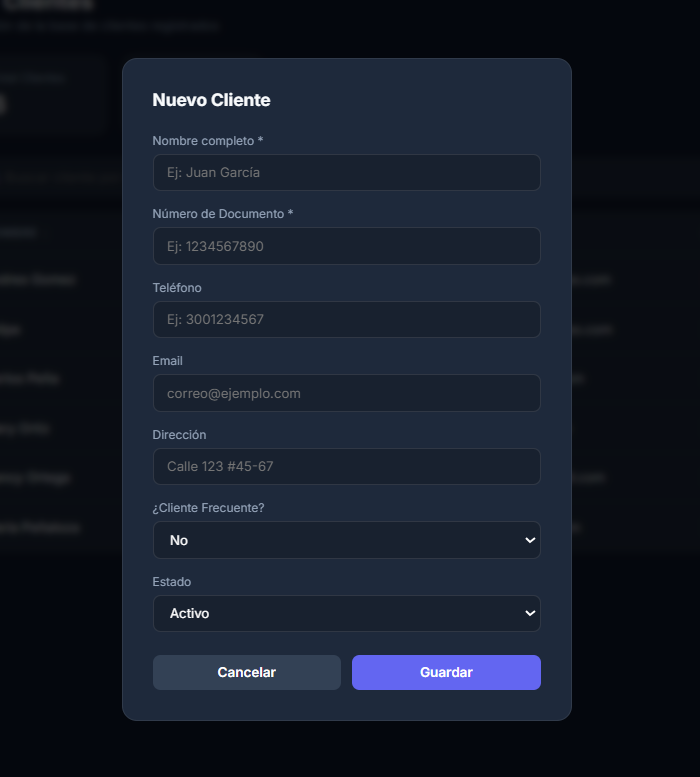 Clientes
Nuevo Cliente
Nombre completo *
Ej: Juan García
Número de Documento *
Ej: 1234567890
Teléfono
Ej: 3001234567
Email
correo@ejemplo.com
Dirección
Calle 123 #45-67
¿Cliente Frecuente?
No
Estado
Activo
Cancelar
Guardar